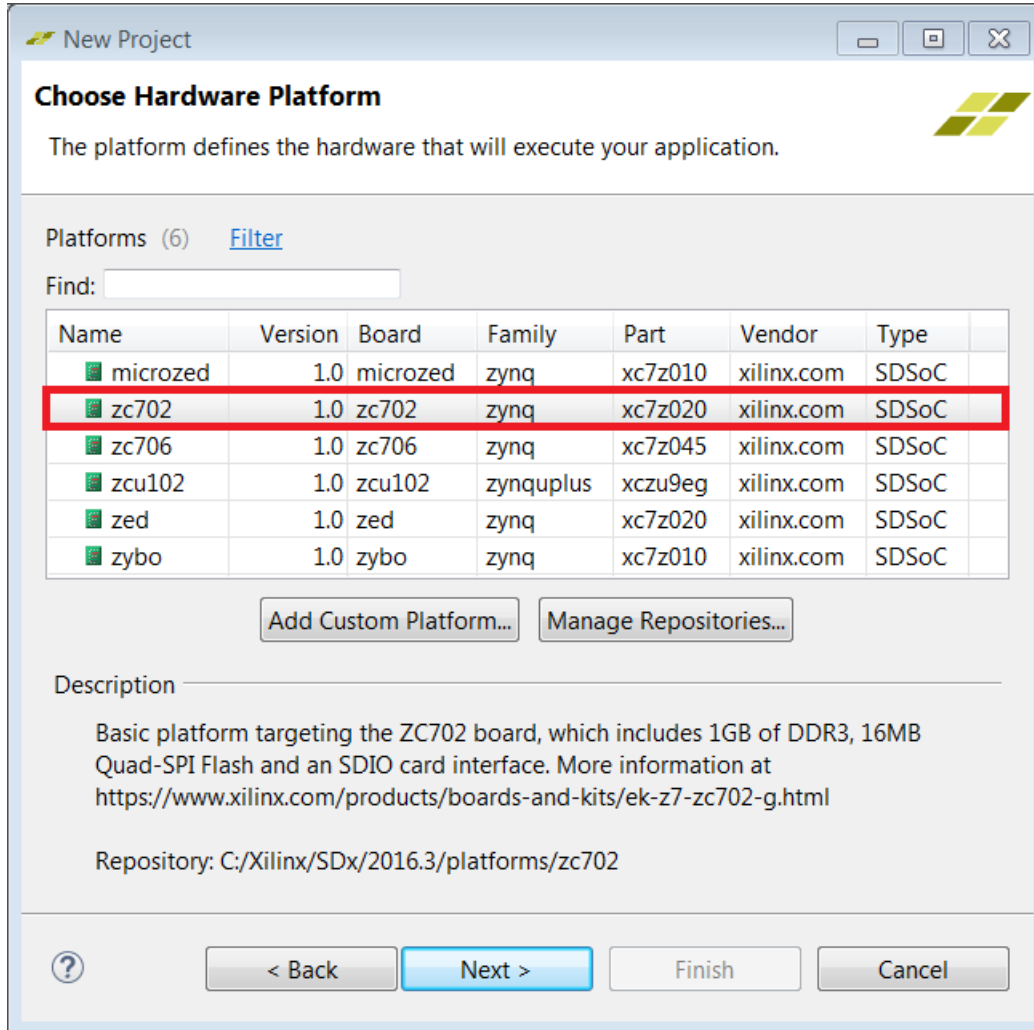 New Project
Choose Hardware Platform
The platform defines the hardware that will execute your application.
Platforms (6) Filter
Find:
Name Version Board Family Part Vendor Type
microzed 1.0 microzed zynq xc7z010 xilinx.com SDSoC
zc702 1.0 zc702 zynq xc7z020 xilinx.com SDSoC
zc706 1.0 zc706 zynq xc7z045 xilinx.com SDSoC
zcu102 1.0 zcu102 zynquplus xczu9eg xilinx.com SDSoC
zed 1.0 zed zynq xc7z020 xilinx.com SDSoC
zybo 1.0 zybo zynq xc7z010 xilinx.com SDSoC
Add Custom Platform... Manage Repositories...
Description
Basic platform targeting the ZC702 board, which includes 1GB of DDR3, 16MB
Quad-SPI Flash and an SDIO card interface. More information at
https://www.xilinx.com/products/boards-and-kits/ek-z7-zc702-g.html
Repository: C:/Xilinx/SDx/2016.3/platforms/zc702
? < Back Next > Finish Cancel